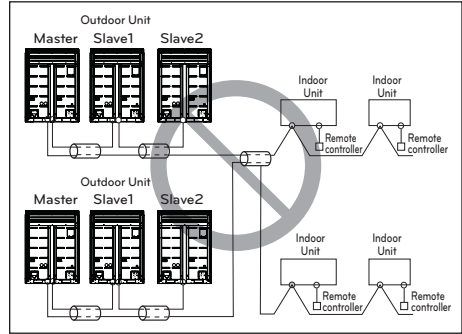 Outdoor Unit
Master Slave1 Slave2
Indoor
Unit
Indoor
Unit
Remote
controller
Remote
controller
Outdoor Unit
Master Slave1 Slave2
Indoor
Unit
Indoor
Unit
Remote
controller
Remote
controller